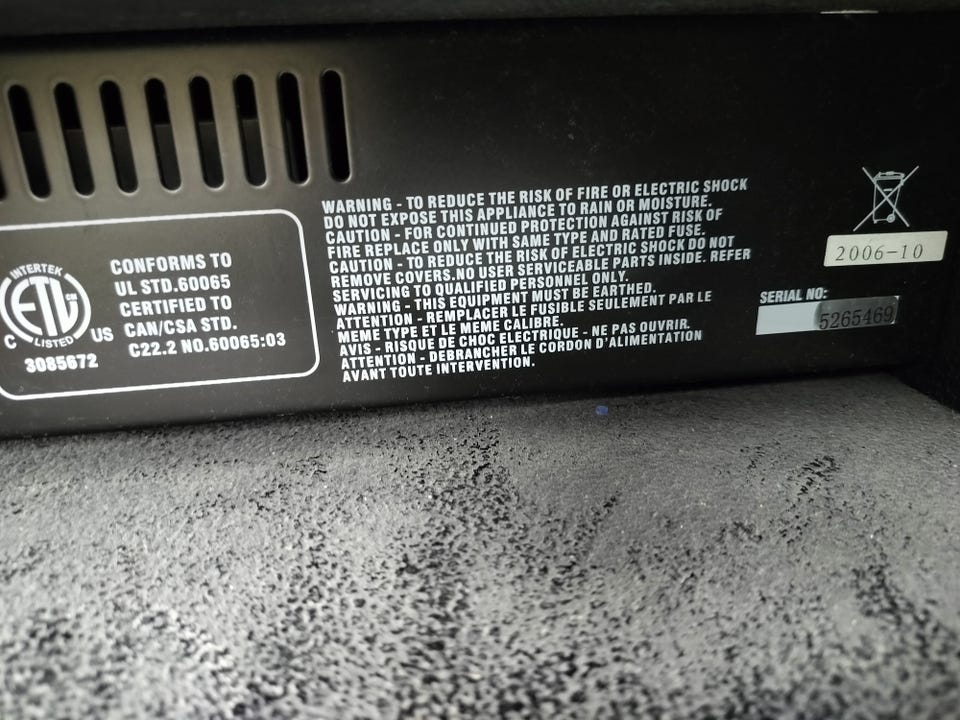 INTERTEK
ETL CM
C LISTED US
3085672
CONFORMS TO
UL STD.60065
CERTIFIED TO
CAN/CSA STD.
C22.2 NO.60065:03
WARNING - TO REDUCE THE RISK OF FIRE OR ELECTRIC SHOCK
DO NOT EXPOSE THIS APPLIANCE TO RAIN OR MOISTURE.
CAUTION - FOR CONTINUED PROTECTION AGAINST RISK OF
FIRE REPLACE ONLY WITH SAME TYPE AND RATED FUSE.
CAUTION - TO REDUCE THE RISK OF ELECTRIC SHOCK DO NOT
REMOVE COVERS.NO USER SERVICEABLE PARTS INSIDE. REFER
SERVICING TO QUALIFIED PERSONNEL ONLY.
WARNING - THIS EQUIPMENT MUST BE EARTHED.
ATTENTION - REMPLACER LE FUSIBLE SEULEMENT PAR LE
MEME TYPE ET LE MEME CALIBRE.
AVIS - RISQUE DE CHOC ELECTRIQUE - NE PAS OUVRIR.
ATTENTION - DEBRANCHER LE CORDON D'ALIMENTATION
AVANT TOUTE INTERVENTION.
2006-10
SERIAL NO:
5265469